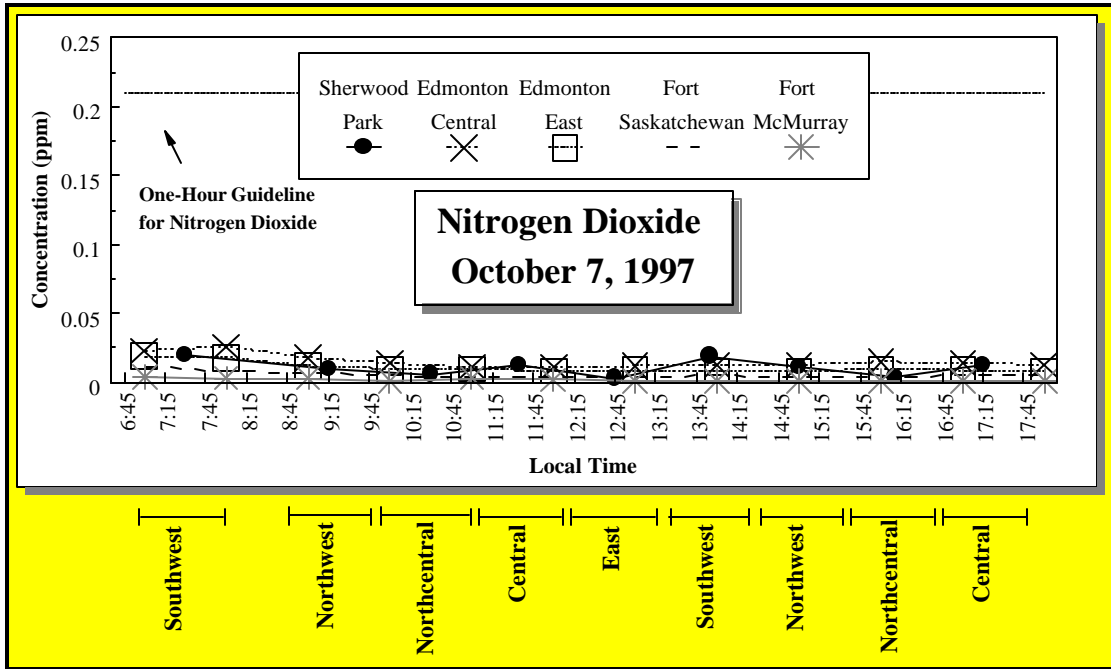 0.25
0.2
0.15
0.1
0.05
0
Concentration (ppm)
Sherwood Edmonton Edmonton Fort Fort
Park Central East Saskatchewan McMurray
One-Hour Guideline
for Nitrogen Dioxide
Nitrogen Dioxide
October 7, 1997
6:45
7:15
7:45
8:15
8:45
9:15
9:45
10:15
10:45
11:15
11:45
12:15
12:45
13:15
13:45
14:15
14:45
15:15
15:45
16:15
16:45
17:15
17:45
Local Time
Southwest
Northwest
Northcentral
Central
East
Southwest
Northwest
Northcentral
Central